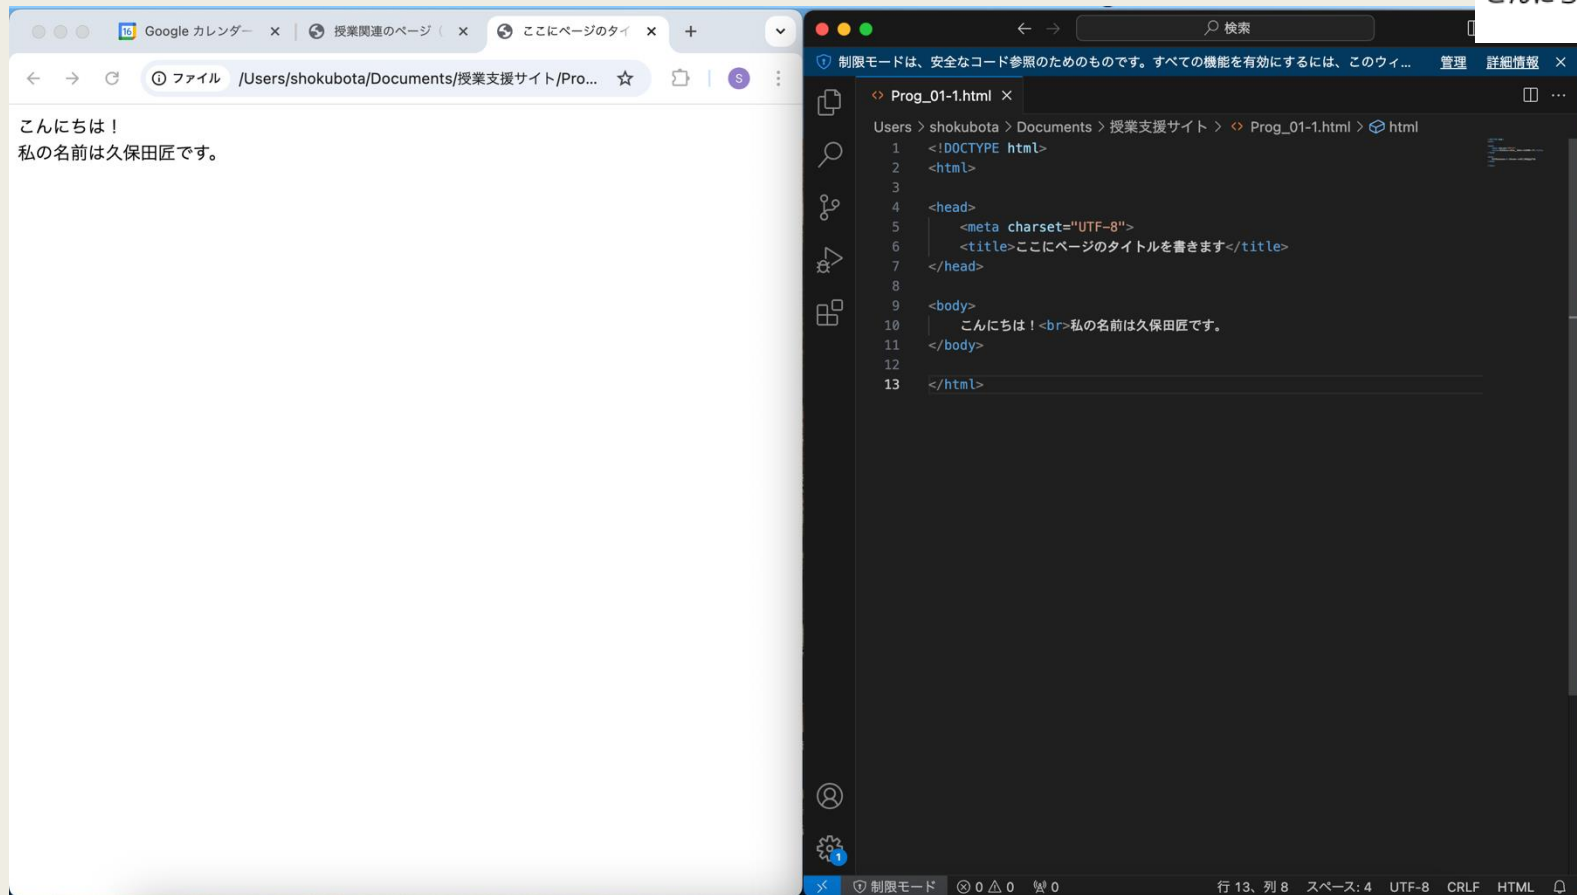 Google カレンダー
授業関連のページ（
ここにページのタイ
ファイル
/Users/shokubota/Documents/授業支援サイト/Pro...
S
こんにちは！
私の名前は久保田匠です。
検索
制限モードは、安全なコード参照のためのものです。すべての機能を有効にするには、このウィ... 管理 詳細情報
Prog_01-1.html
Users > shokubota > Documents > 授業支援サイト > Prog_01-1.html > html
1 <!DOCTYPE html>
2 <html>
3
4 <head>
5 <meta charset="UTF-8">
6 <title>ここにページのタイトルを書きます</title>
7 </head>
8
9 <body>
10 こんにちは！<br>私の名前は久保田匠です。
11 </body>
12
13 </html>
1
制限モード 0 0 0 行 13、列 8 スペース: 4 UTF-8 CRLF HTML